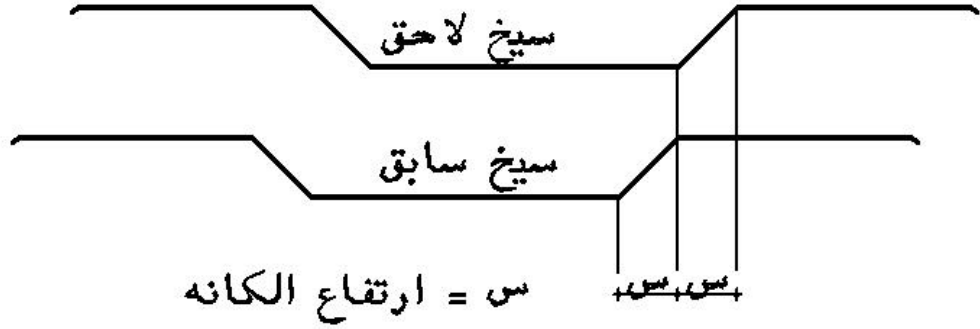 سيخ لاحق
سيخ سابق
س س
س = ارتفاع الكانه